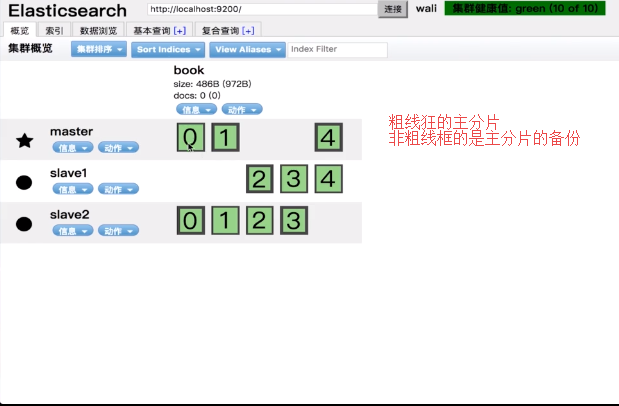 Elasticsearch http://localhost:9200/ 连接 wali 集群健康值: green (10 of 10)
概览 索引 数据浏览 基本查询 [+] 复合查询 [+]
集群概览 集群排序 Sort Indices View Aliases Index Filter
book
size: 486B (972B)
docs: 0 (0)
信息 动作
master 0 1 4
信息 动作
slave1 2 3 4
信息 动作
slave2 0 1 2 3
信息 动作
粗线狂的主分片
非粗线框的是主分片的备份